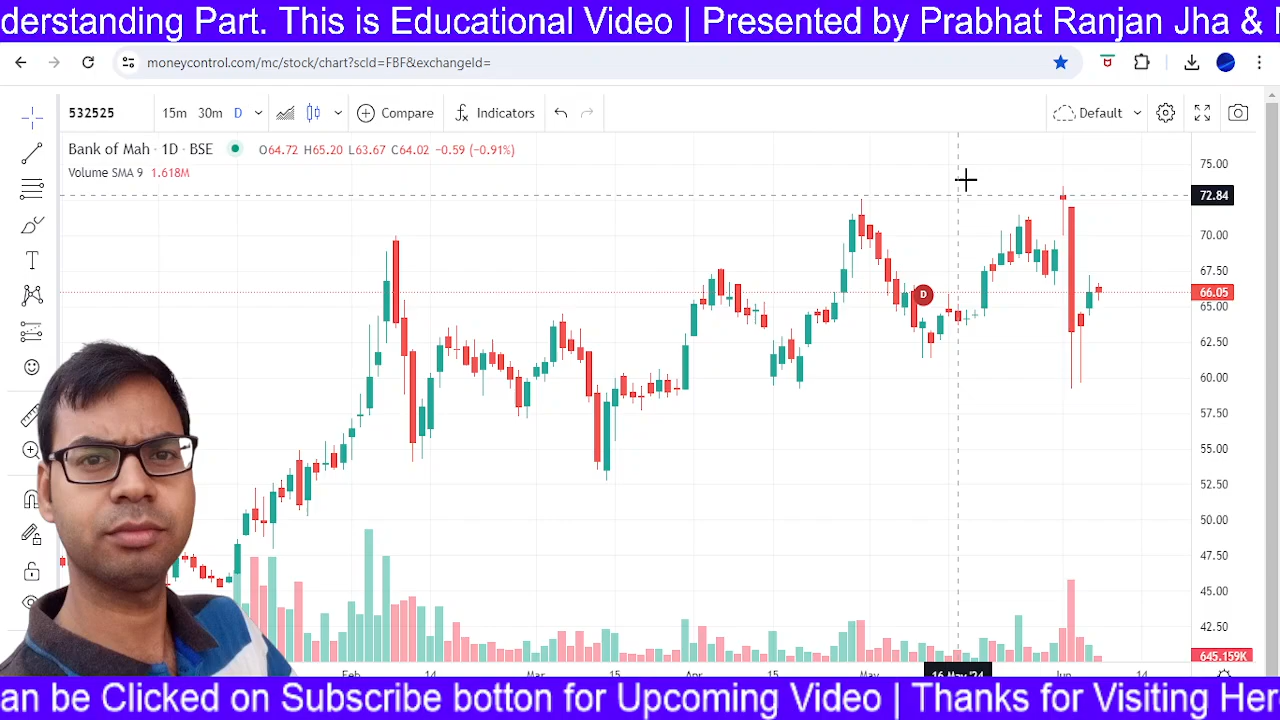 derstanding Part. This is Educational Video | Presented by Prabhat Ranjan Jha &
moneycontrol.com/mc/stock/chart?scId= exchangeId=
532525 15m 30m D Compare Indicators Default
Bank of Mah · 1D · BSE O64.72 H65.20 L63.67 C64.02 −0.59 (−0.91%)
Volume SMA 9 1.618M
75.00
72.84
70.00
67.50
66.05
65.00
62.50
60.00
57.50
55.00
52.50
50.00
47.50
45.00
42.50
645.159K
D
Feb 14 Mar 15 Apr 15 May 16 May '24 Jun 14
an be Clicked on Subscribe botton for Upcoming Video | Thanks for Visiting Her